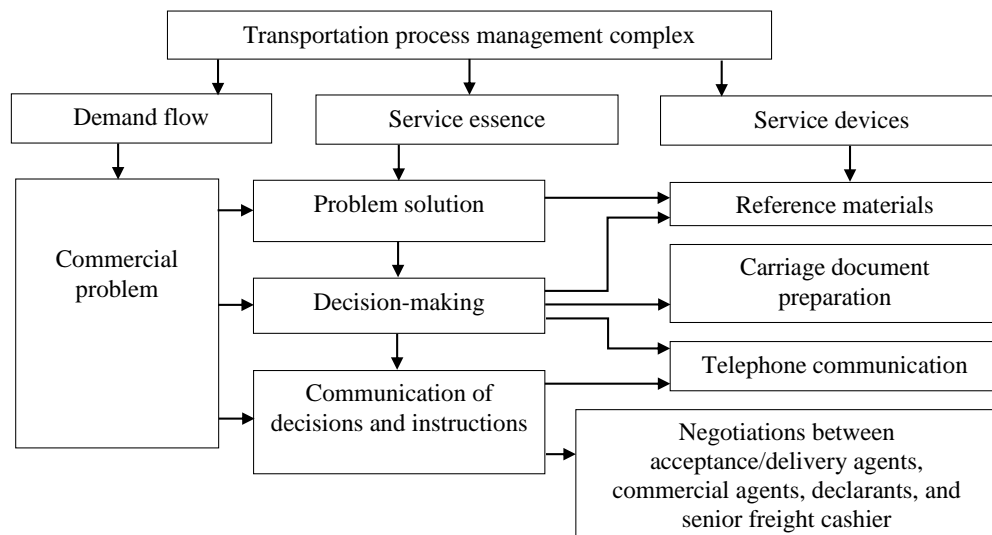 Transportation process management complex
Demand flow
Service essence
Service devices
Commercial
problem
Problem solution
Reference materials
Decision-making
Carriage document
preparation
Telephone communication
Communication of
decisions and instructions
Negotiations between
acceptance/delivery agents,
commercial agents, declarants, and
senior freight cashier